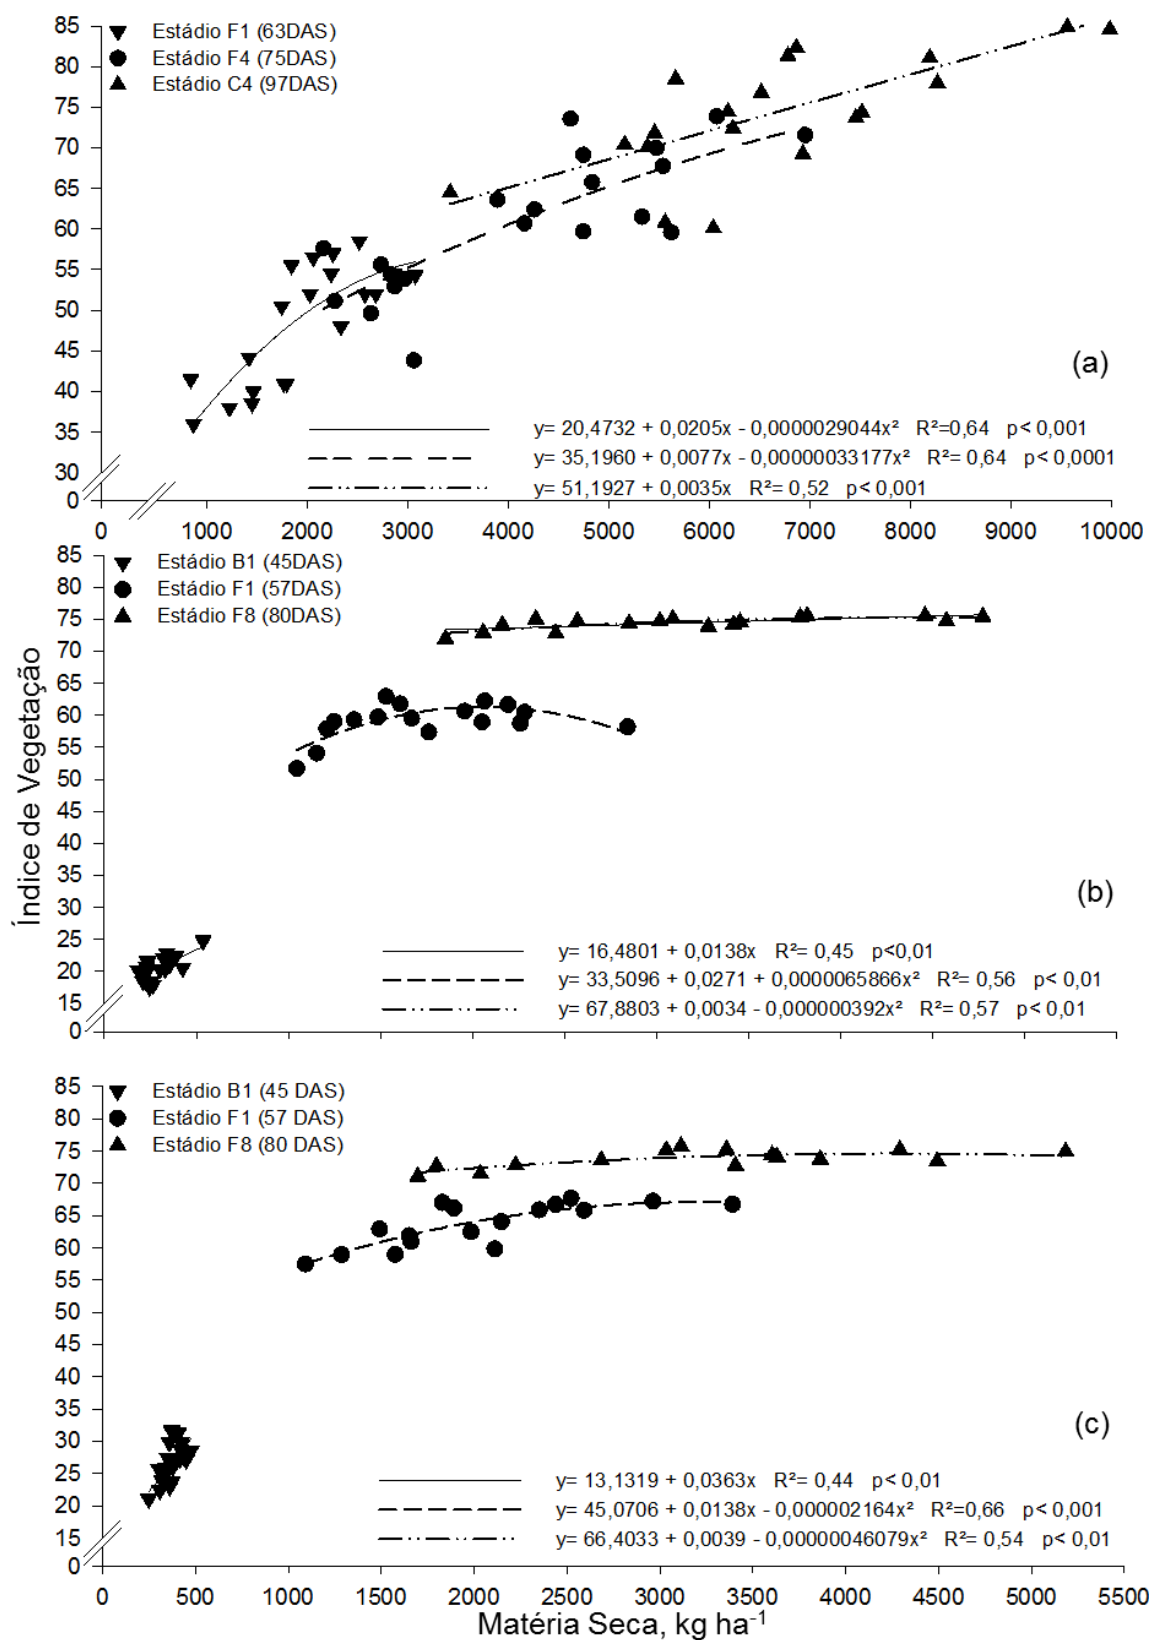 85
80
75
70
65
60
55
50
45
40
35
30
0
Estádio F1 (63DAS)
Estádio F4 (75DAS)
Estádio C4 (97DAS)
(a)
y= 20,4732 + 0,0205x - 0,0000029044x² R²=0,64 p< 0,001
y= 35,1960 + 0,0077x - 0,00000033177x² R²= 0,64 p< 0,0001
y= 51,1927 + 0,0035x R²= 0,52 p< 0,001
0 1000 2000 3000 4000 5000 6000 7000 8000 9000 10000
85
80
75
70
65
60
55
50
45
40
35
30
25
20
15
0
Estádio B1 (45DAS)
Estádio F1 (57DAS)
Estádio F8 (80DAS)
Índice de Vegetação
(b)
y= 16,4801 + 0,0138x R²= 0,45 p<0,01
y= 33,5096 + 0,0271 + 0,0000065866x² R²= 0,56 p< 0,01
y= 67,8803 + 0,0034 - 0,000000392x² R²= 0,57 p< 0,01
85
80
75
70
65
60
55
50
45
40
35
30
25
20
15
0
Estádio B1 (45 DAS)
Estádio F1 (57 DAS)
Estádio F8 (80 DAS)
(c)
y= 13,1319 + 0,0363x R²= 0,44 p< 0,01
y= 45,0706 + 0,0138x - 0,000002164x² R²=0,66 p< 0,001
y= 66,4033 + 0,0039 - 0,00000046079x² R²= 0,54 p< 0,01
0 500 1000 1500 2000 2500 3000 3500 4000 4500 5000 5500
Matéria Seca, kg ha⁻¹